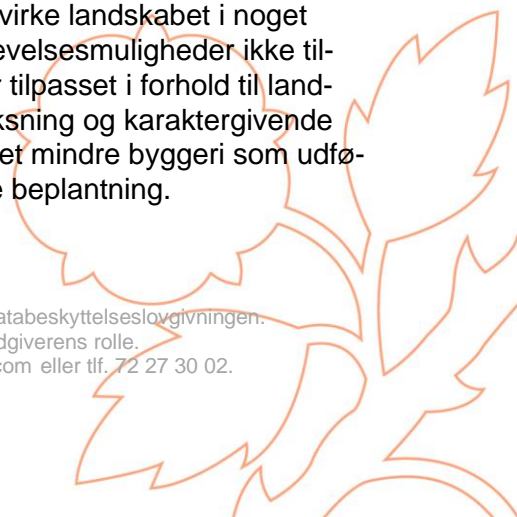 virke landskabet i noget
evelsesmuligheder ikke til-
tilpasset i forhold til land-
ksning og karaktergivende
et mindre byggeri som udfø-
e beplantning.
atabeskyttelseslovgivningen.
dgiverens rolle.
com eller tlf. 72 27 30 02.